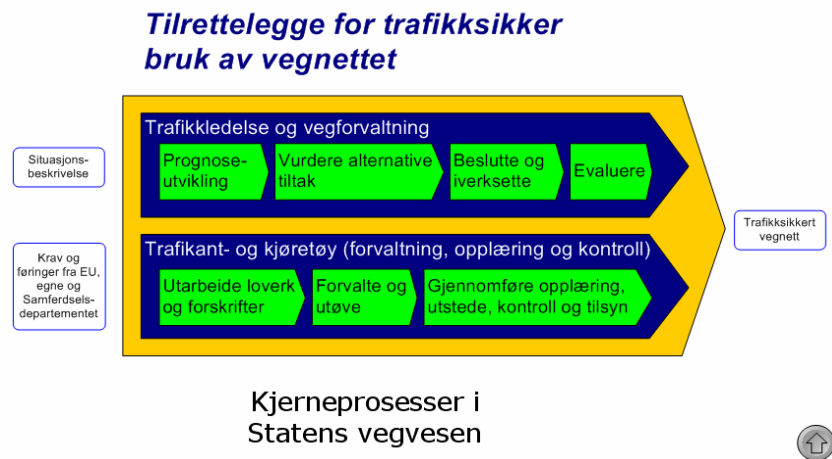 Tilrettelegge for trafikksikker
bruk av vegnettet
Situasjons-
beskrivelse
Trafikkledelse og vegforvaltning
Prognose-
utvikling
Vurdere alternative
tiltak
Beslutte og
iverksette
Evaluere
Krav og
føringer fra EU,
egne og
Samferdsels-
departementet
Trafikant- og kjøretøy (forvaltning, opplæring og kontroll)
Utarbeide loverk
og forskrifter
Forvalte og
utøve
Gjennomføre opplæring,
utstede, kontroll og tilsyn
Trafikksikkert
vegnett
Kjerneprosesser i
Statens vegvesen